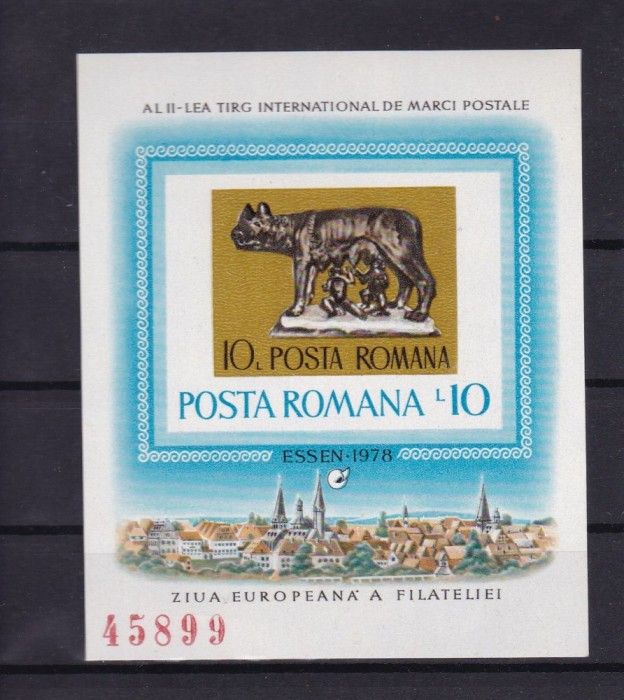 AL II-LEA TIRG INTERNATIONAL DE MARCI POSTALE
10L POSTA ROMANA
POSTA ROMANA L10
ESSEN·1978
ZIUA EUROPEANĂ A FILATELIEI
45899